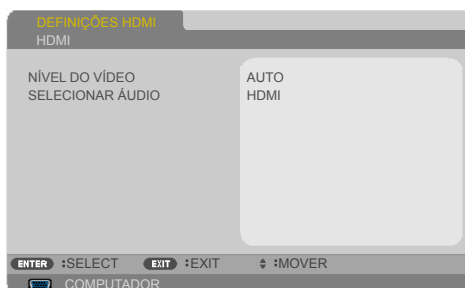 DEFINIÇÕES HDMI
HDMI
NÍVEL DO VÍDEO AUTO
SELECIONAR ÁUDIO HDMI
ENTER :SELECT EXIT :EXIT :MOVER
COMPUTADOR